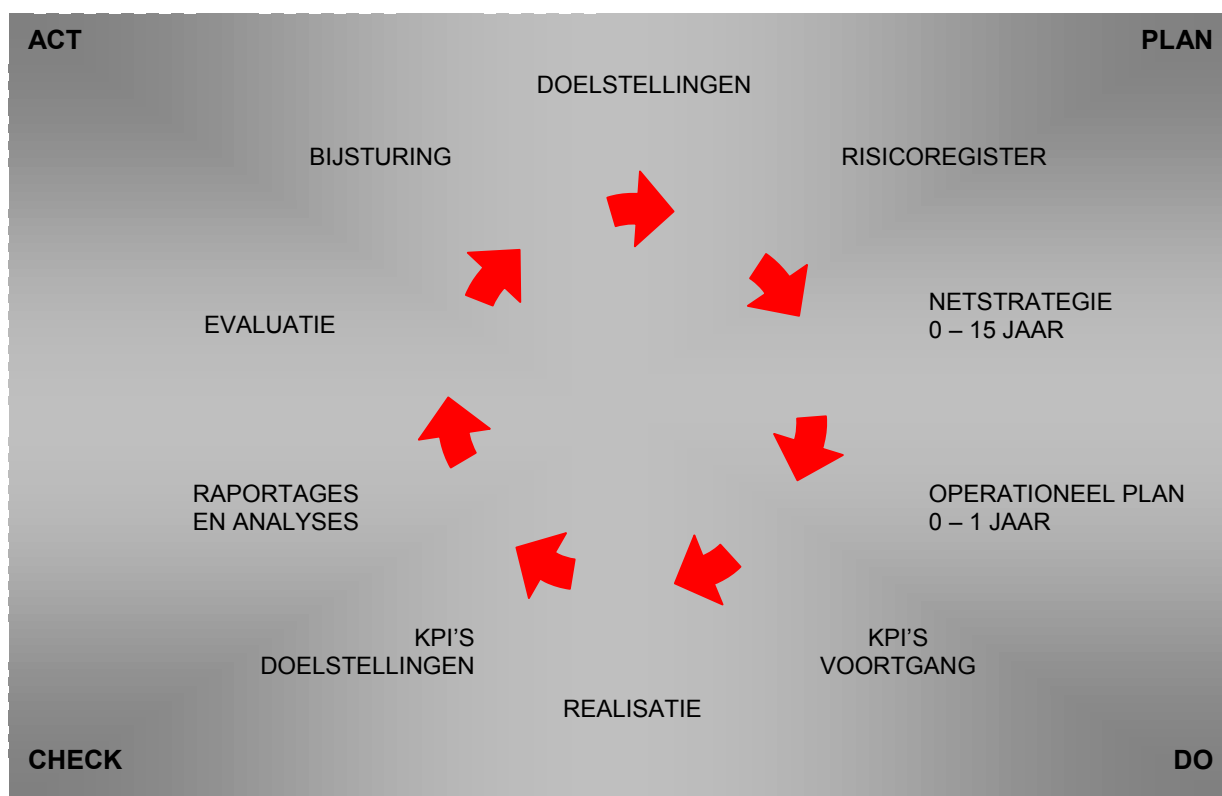 ACT
PLAN
DOELSTELLINGEN
BIJSTURING
RISICOREGISTER
EVALUATIE
NETSTRATEGIE
0 – 15 JAAR
RAPORTAGES
EN ANALYSES
OPERATIONEEL PLAN
0 – 1 JAAR
KPI'S
DOELSTELLINGEN
KPI'S
VOORTGANG
REALISATIE
CHECK
DO